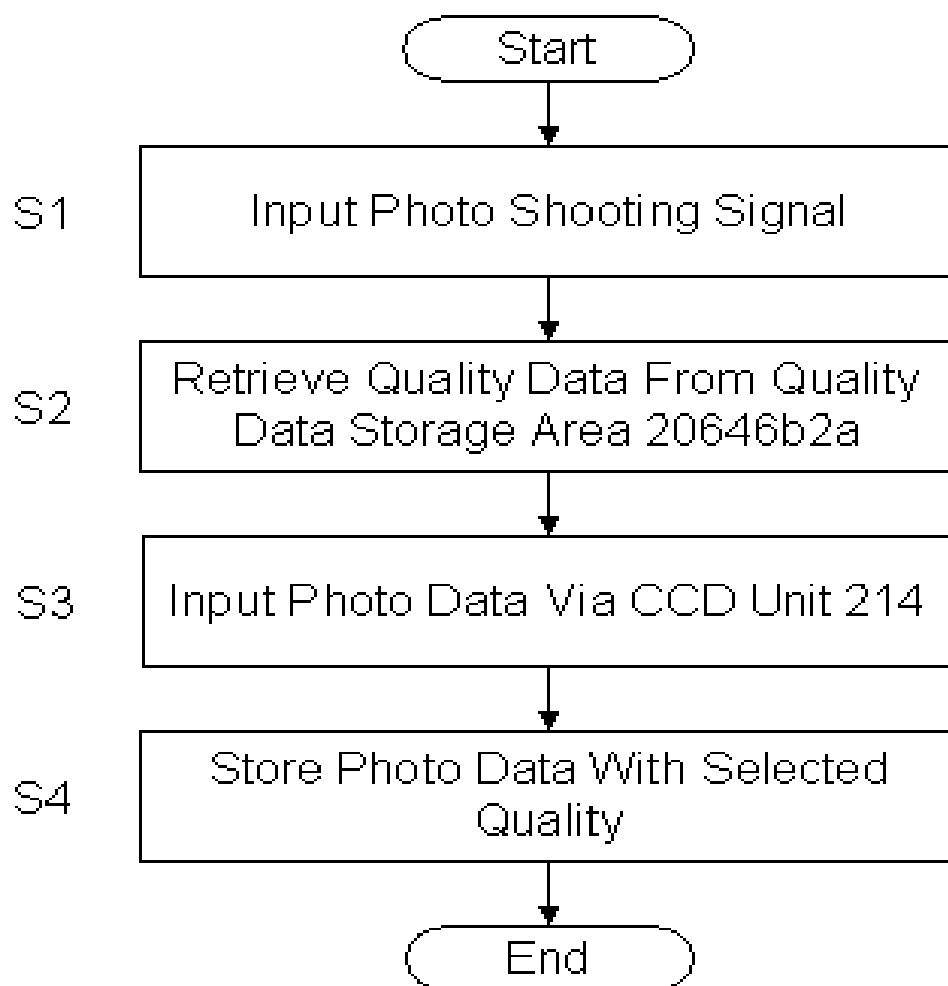 Start
S1
Input Photo Shooting Signal
S2
Retrieve Quality Data From Quality
Data Storage Area 20646b2a
S3
Input Photo Data Via CCD Unit 214
S4
Store Photo Data With Selected
Quality
End